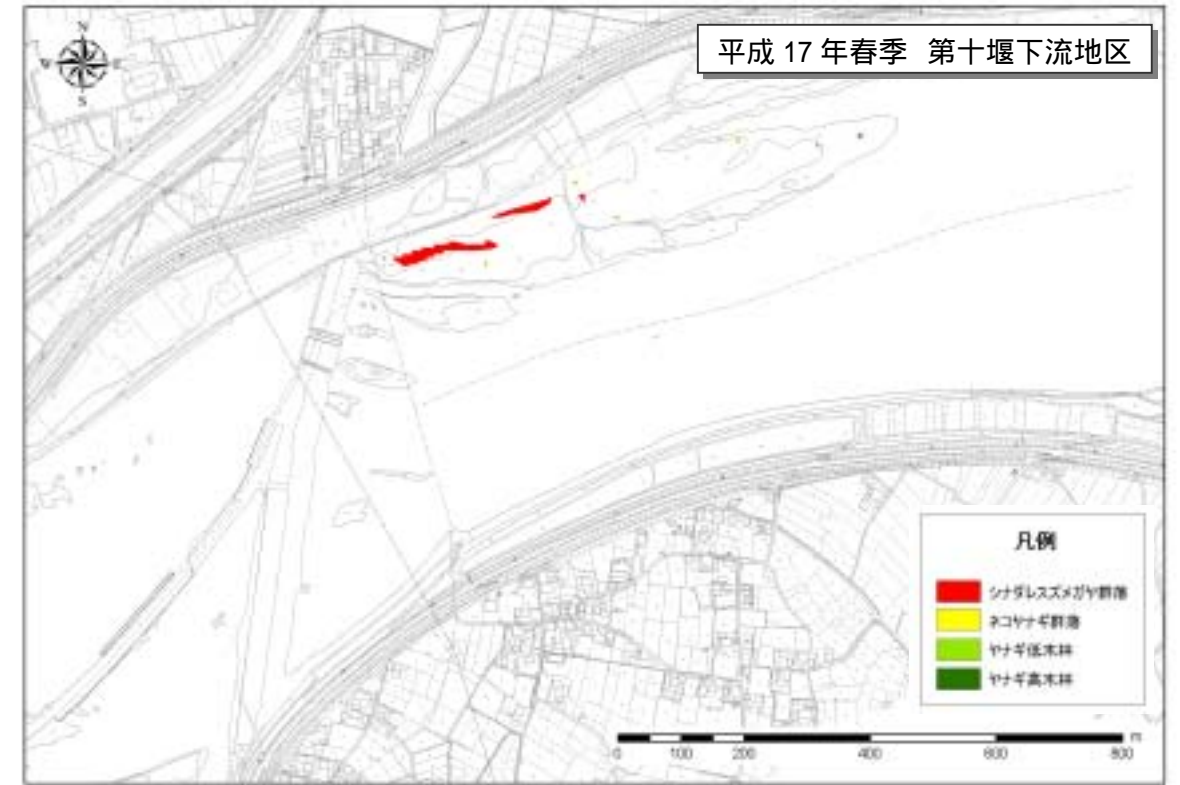 平成 17 年春季 第十堰下流地区
N
W
E
S
凡例
シナダレスズメガヤ群落
ネコヤナギ群落
ヤナギ低木林
ヤナギ高木林
0 100 200 400 600 800 m